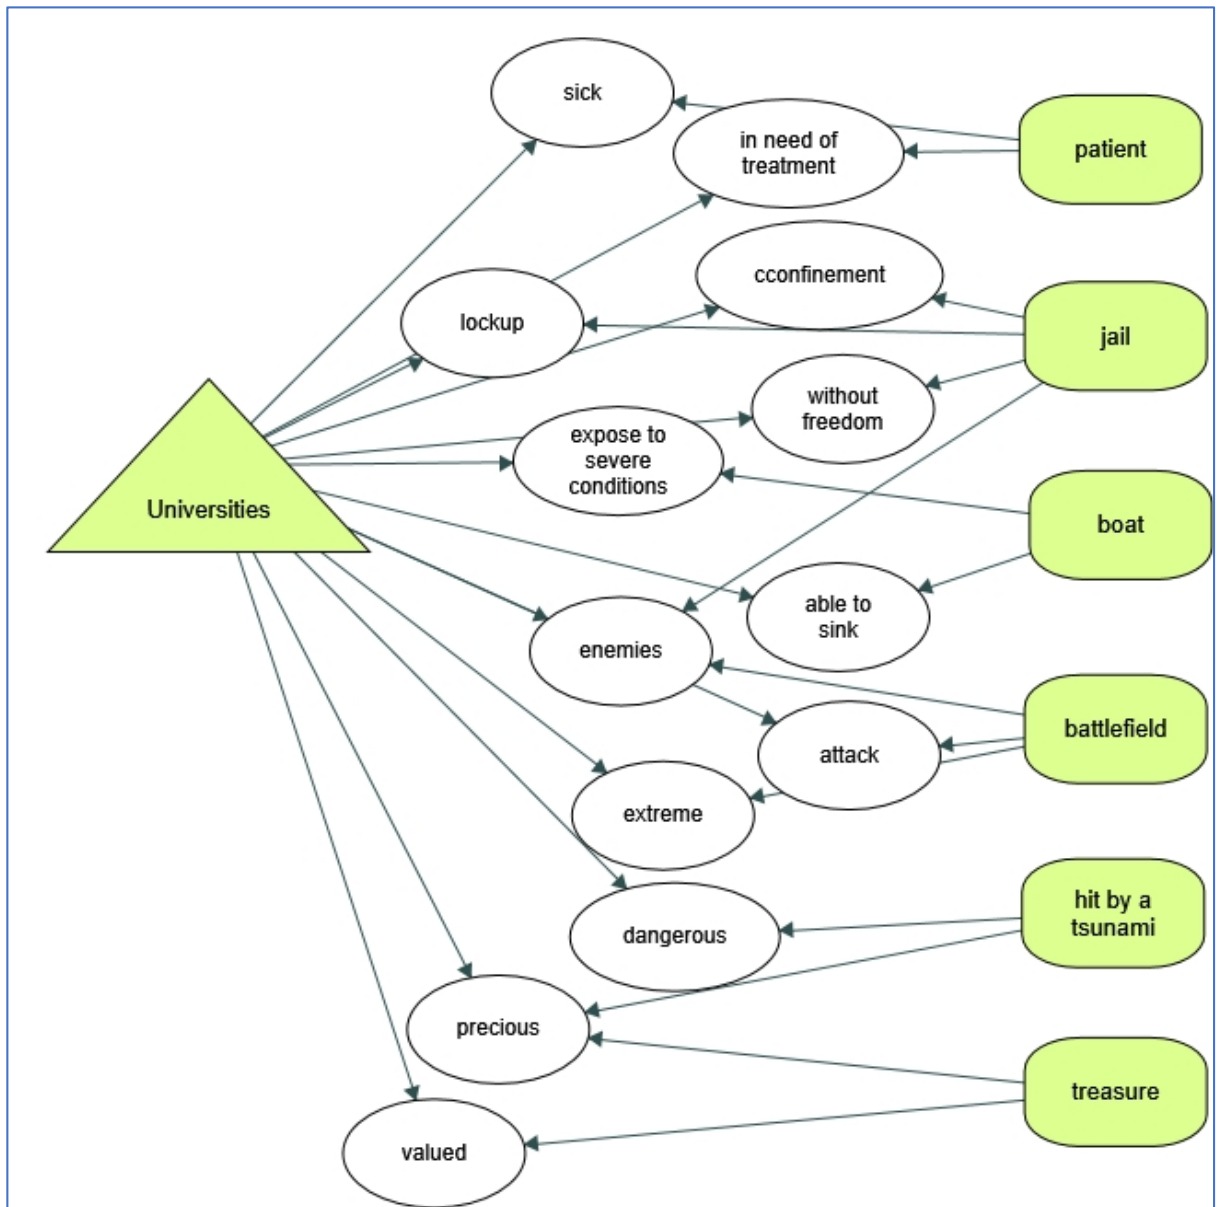 sick
in need of
treatment
patient
cconfinement
lockup
jail
without
freedom
expose to
severe
conditions
Universities
boat
able to
sink
enemies
battlefield
attack
extreme
hit by a
tsunami
dangerous
precious
treasure
valued